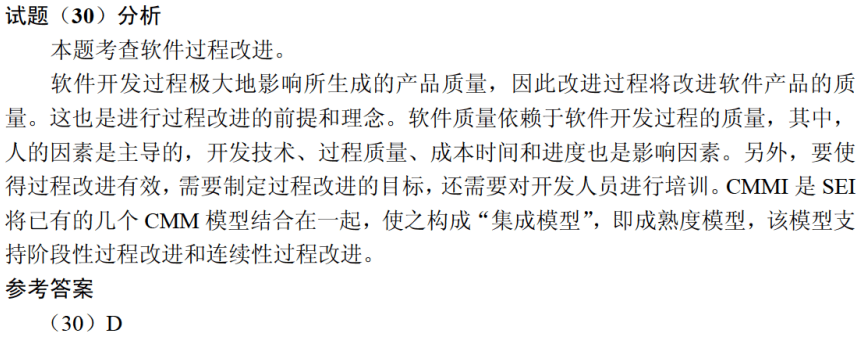 试题（30）分析
本题考查软件过程改进。
软件开发过程极大地影响所生成的产品质量，因此改进过程将改进软件产品的质
量。这也是进行过程改进的前提和理念。软件质量依赖于软件开发过程的质量，其中，
人的因素是主导的，开发技术、过程质量、成本时间和进度也是影响因素。另外，要使
得过程改进有效，需要制定过程改进的目标，还需要对开发人员进行培训。CMMI 是 SEI
将已有的几个 CMM 模型结合在一起，使之构成“集成模型”，即成熟度模型，该模型支
持阶段性过程改进和连续性过程改进。
参考答案
（30）D